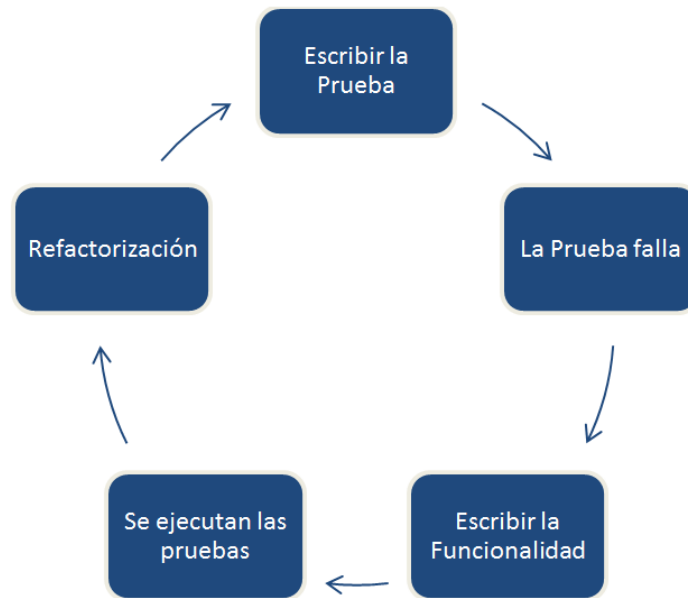 Escribir la
Prueba
La Prueba falla
Escribir la
Funcionalidad
Se ejecutan las
pruebas
Refactorización